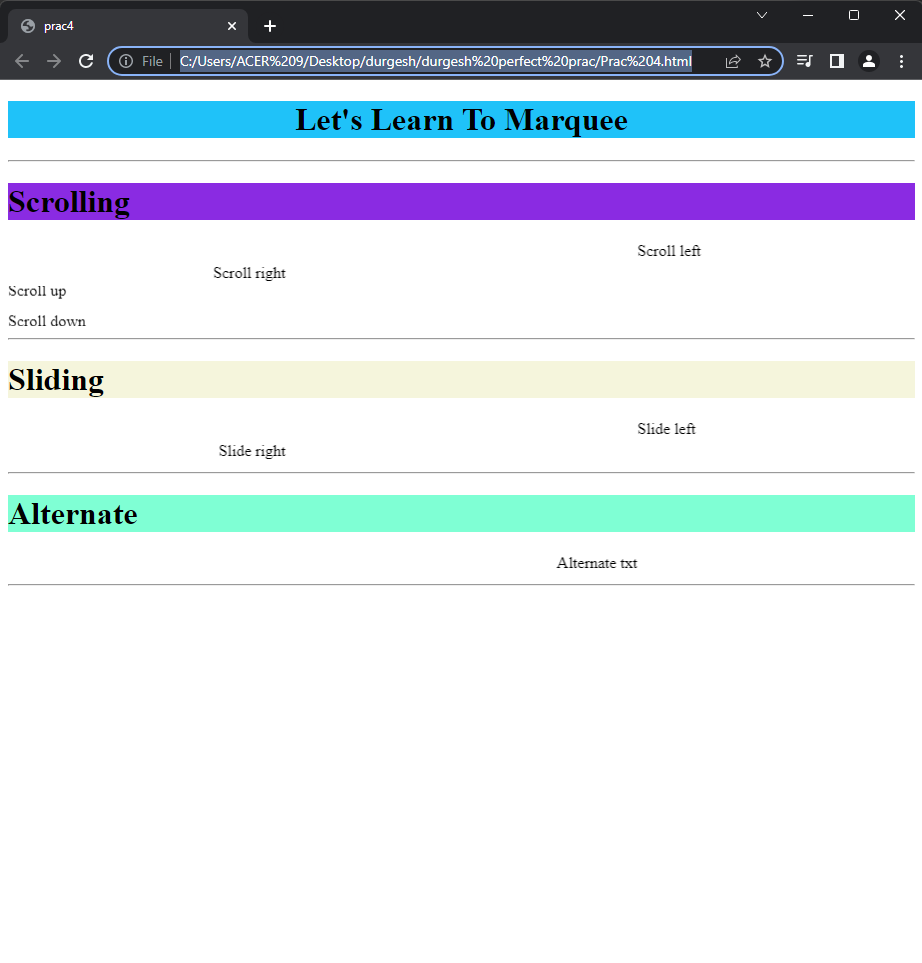 prac4
File C:/Users/ACER%209/Desktop/durgesh/durgesh%20perfect%20prac/Prac%204.html
Let's Learn To Marquee
Scrolling
Scroll left
Scroll right
Scroll up
Scroll down
Sliding
Slide left
Slide right
Alternate
Alternate txt